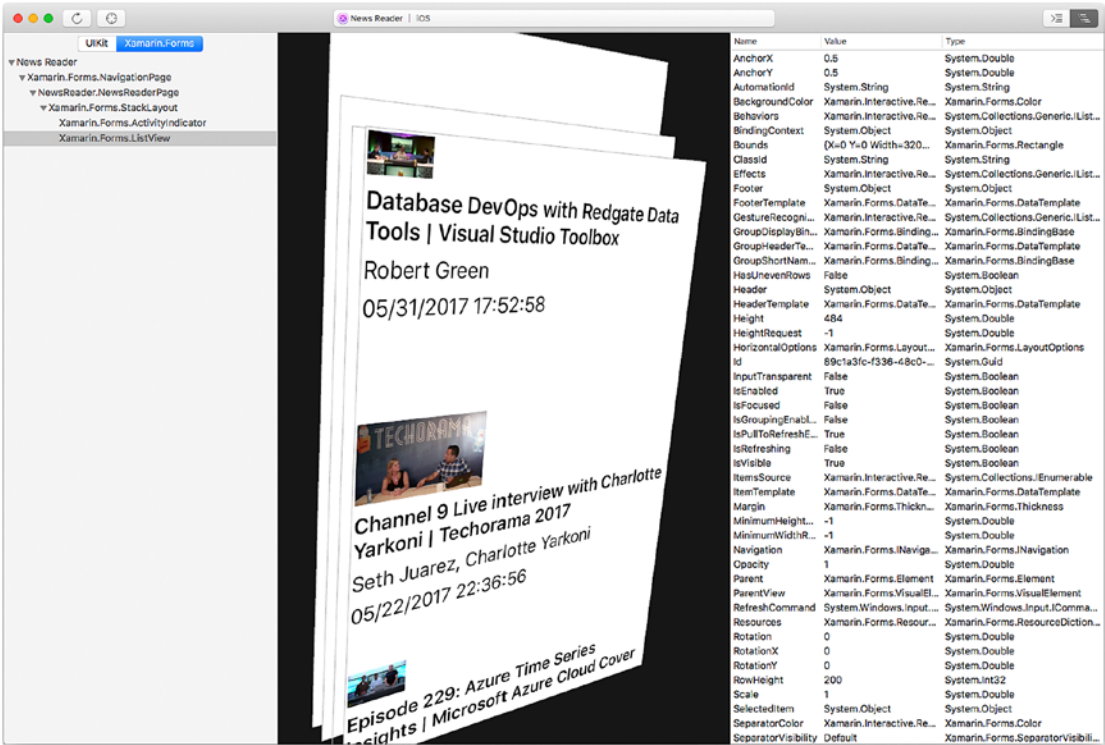 News Reader | iOS
UIKit Xamarin.Forms
News Reader
Xamarin.Forms.NavigationPage
NewsReader.NewsReaderPage
Xamarin.Forms.StackLayout
Xamarin.Forms.ActivityIndicator
Xamarin.Forms.ListView
Database DevOps with Redgate Data
Tools | Visual Studio Toolbox
Robert Green
05/31/2017 17:52:58
TECHORAMA
Channel 9 Live interview with Charlotte
Yarkoni | Techorama 2017
Seth Juarez, Charlotte Yarkoni
05/22/2017 22:36:56
Episode 229: Azure Time Series
Insights | Microsoft Azure Cloud Cover
Name Value Type
AnchorX 0.5 System.Double
AnchorY 0.5 System.Double
AutomationId System.String System.String
BackgroundColor Xamarin.Interactive.Re... Xamarin.Forms.Color
Behaviors Xamarin.Interactive.Re... System.Collections.Generic.IList...
BindingContext System.Object System.Object
Bounds {X=0 Y=0 Width=320... Xamarin.Forms.Rectangle
ClassId System.String System.String
Effects Xamarin.Interactive.Re... System.Collections.Generic.IList...
Footer System.Object System.Object
FooterTemplate Xamarin.Forms.DataTe... Xamarin.Forms.DataTemplate
GestureRecogni... Xamarin.Interactive.Re... System.Collections.Generic.IList...
GroupDisplayBin... Xamarin.Forms.Binding... Xamarin.Forms.BindingBase
GroupHeaderTe... Xamarin.Forms.DataTe... Xamarin.Forms.DataTemplate
GroupShortNam... Xamarin.Forms.Binding... Xamarin.Forms.BindingBase
HasUnevenRows False System.Boolean
Header System.Object System.Object
HeaderTemplate Xamarin.Forms.DataTe... Xamarin.Forms.DataTemplate
Height 484 System.Double
HeightRequest -1 System.Double
HorizontalOptions Xamarin.Forms.Layout... Xamarin.Forms.LayoutOptions
Id 89c1a3fc-f336-48c0-... System.Guid
InputTransparent False System.Boolean
IsEnabled True System.Boolean
IsFocused False System.Boolean
IsGroupingEnabl... False System.Boolean
IsPullToRefreshE... True System.Boolean
IsRefreshing False System.Boolean
IsVisible True System.Boolean
ItemsSource Xamarin.Interactive.Re... System.Collections.IEnumerable
ItemTemplate Xamarin.Forms.DataTe... Xamarin.Forms.DataTemplate
Margin Xamarin.Forms.Thickn... Xamarin.Forms.Thickness
MinimumHeight... -1 System.Double
MinimumWidthR... -1 System.Double
Navigation Xamarin.Forms.INaviga... Xamarin.Forms.INavigation
Opacity 1 System.Double
Parent Xamarin.Forms.Element Xamarin.Forms.Element
ParentView Xamarin.Forms.VisualEl... Xamarin.Forms.VisualElement
RefreshCommand System.Windows.Input.... System.Windows.Input.IComma...
Resources Xamarin.Forms.Resour... Xamarin.Forms.ResourceDiction...
Rotation 0 System.Double
RotationX 0 System.Double
RotationY 0 System.Double
RowHeight 200 System.Int32
Scale 1 System.Double
SelectedItem System.Object System.Object
SeparatorColor Xamarin.Interactive.Re... Xamarin.Forms.Color
SeparatorVisibility Default Xamarin.Forms.SeparatorVisibili...